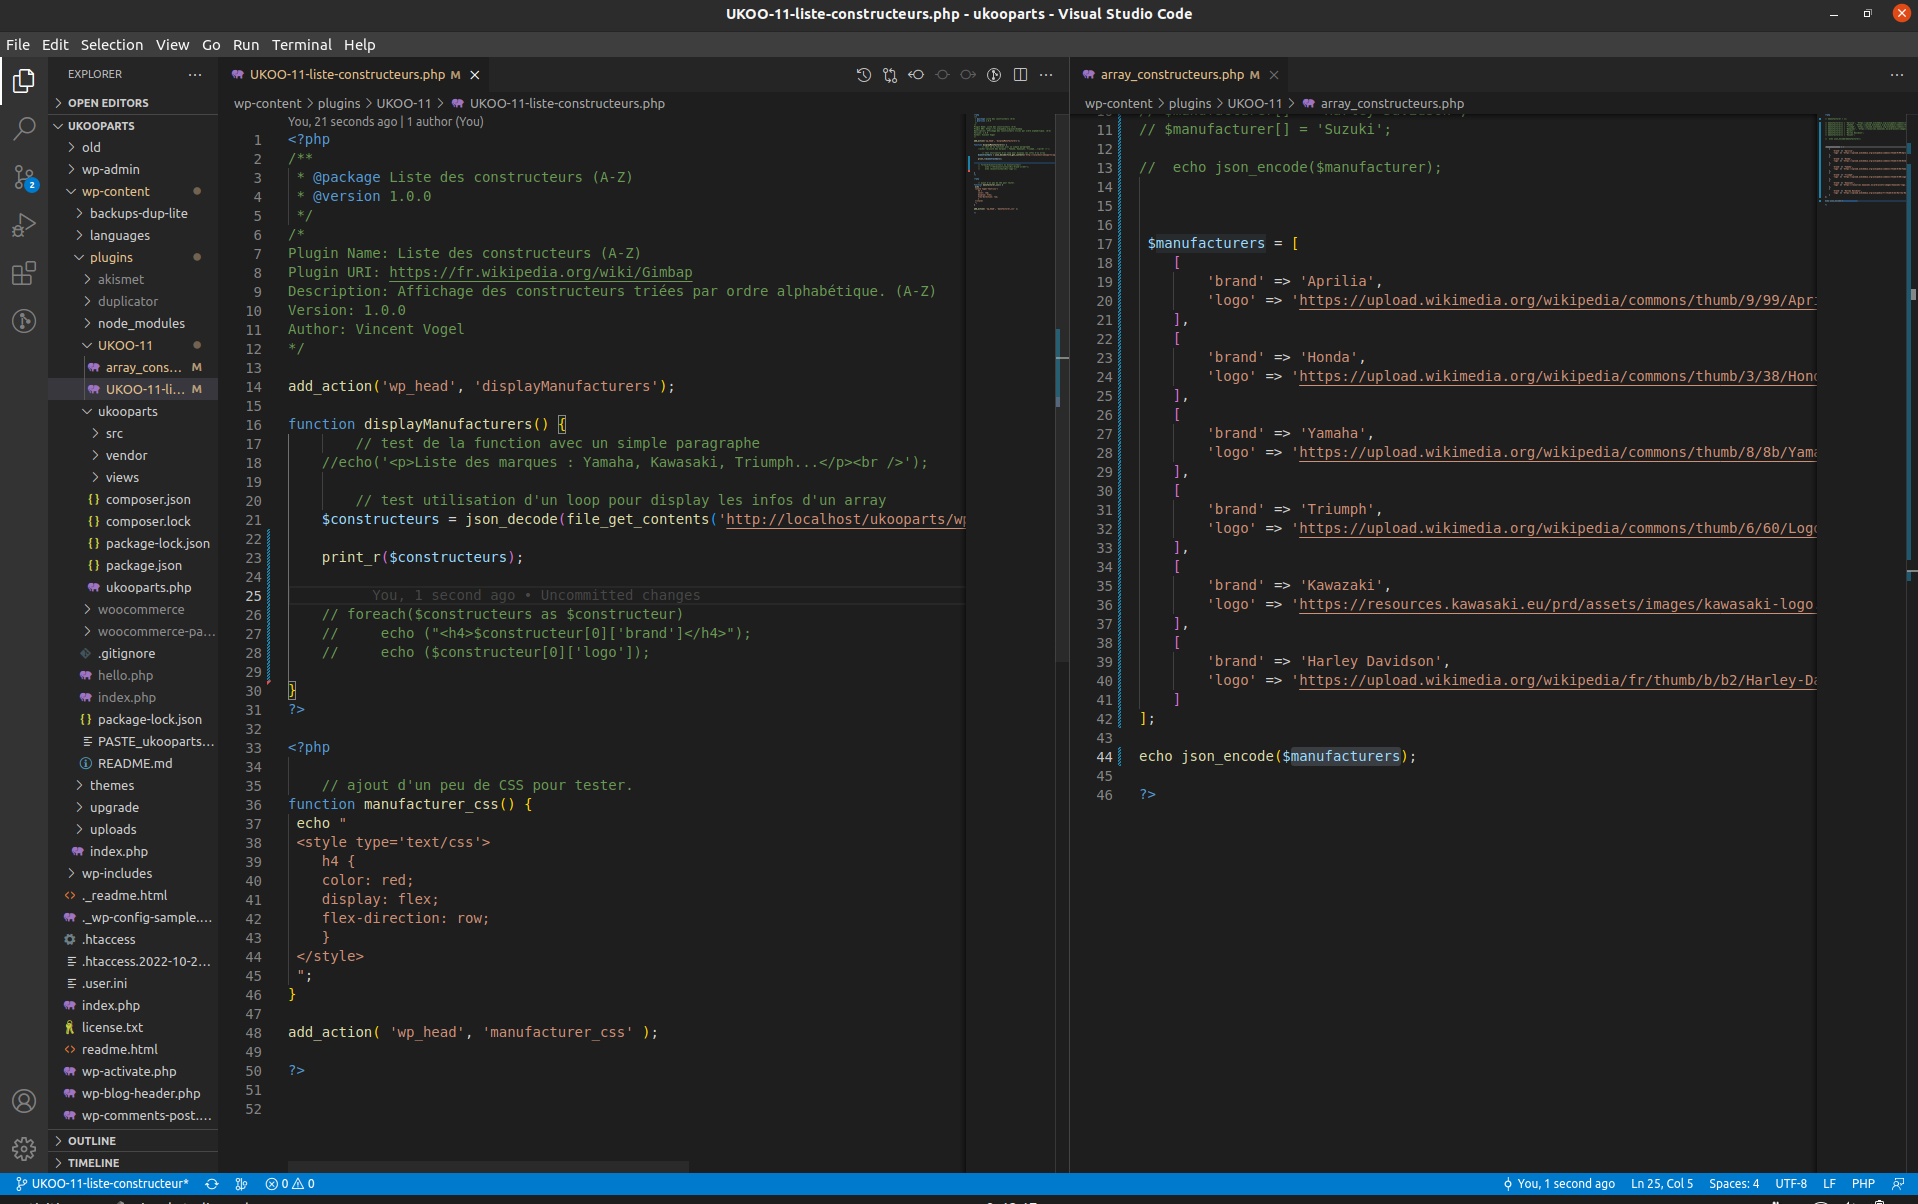 UKOO-11-liste-constructeurs.php - ukooparts - Visual Studio Code
File Edit Selection View Go Run Terminal Help
EXPLORER
OPEN EDITORS
UKOOPARTS
old
wp-admin
wp-content
backups-dup-lite
languages
plugins
akismet
duplicator
node_modules
UKOO-11
array_cons... M
UKOO-11-li... M
ukooparts
src
vendor
views
composer.json
composer.lock
package-lock.json
package.json
ukooparts.php
woocommerce
woocommerce-pa...
.gitignore
hello.php
index.php
package-lock.json
PASTE_ukooparts...
README.md
themes
upgrade
uploads
index.php
wp-includes
._readme.html
._wp-config-sample....
.htaccess
.htaccess.2022-10-2...
.user.ini
index.php
license.txt
readme.html
wp-activate.php
wp-blog-header.php
wp-comments-post....
OUTLINE
TIMELINE
2
UKOO-11-liste-constructeurs.php M
wp-content > plugins > UKOO-11 > UKOO-11-liste-constructeurs.php
You, 21 seconds ago | 1 author (You)
1 <?php
2 /**
3 * @package Liste des constructeurs (A-Z)
4 * @version 1.0.0
5 */
6 /*
7 Plugin Name: Liste des constructeurs (A-Z)
8 Plugin URI: https://fr.wikipedia.org/wiki/Gimbap
9 Description: Affichage des constructeurs triées par ordre alphabétique. (A-Z)
10 Version: 1.0.0
11 Author: Vincent Vogel
12 */
13
14 add_action('wp_head', 'displayManufacturers');
15
16 function displayManufacturers() {
17 // test de la function avec un simple paragraphe
18 //echo('<p>Liste des marques : Yamaha, Kawasaki, Triumph...</p><br />');
19
20 // test utilisation d'un loop pour display les infos d'un array
21 $constructeurs = json_decode(file_get_contents('http://localhost/ukooparts/wp
22
23 print_r($constructeurs);
24
25 You, 1 second ago • Uncommitted changes
26 // foreach($constructeurs as $constructeur)
27 // echo ("<h4>$constructeur[0]['brand']</h4>");
28 // echo ($constructeur[0]['logo']);
29
30 }
31 ?>
32
33 <?php
34
35 // ajout d'un peu de CSS pour tester.
36 function manufacturer_css() {
37 echo "
38 <style type='text/css'>
39 h4 {
40 color: red;
41 display: flex;
42 flex-direction: row;
43 }
44 </style>
45 ";
46 }
47
48 add_action( 'wp_head', 'manufacturer_css' );
49
50 ?>
51
52
array_constructeurs.php M
wp-content > plugins > UKOO-11 > array_constructeurs.php
11 // $manufacturer[] = 'Suzuki';
12
13 // echo json_encode($manufacturer);
14
15
16
17 $manufacturers = [
18 [
19 'brand' => 'Aprilia',
20 'logo' => 'https://upload.wikimedia.org/wikipedia/commons/thumb/9/99/Apri
21 ],
22 [
23 'brand' => 'Honda',
24 'logo' => 'https://upload.wikimedia.org/wikipedia/commons/thumb/3/38/Hond
25 ],
26 [
27 'brand' => 'Yamaha',
28 'logo' => 'https://upload.wikimedia.org/wikipedia/commons/thumb/8/8b/Yama
29 ],
30 [
31 'brand' => 'Triumph',
32 'logo' => 'https://upload.wikimedia.org/wikipedia/commons/thumb/6/60/Logo
33 ],
34 [
35 'brand' => 'Kawazaki',
36 'logo' => 'https://resources.kawasaki.eu/prd/assets/images/kawasaki-logo
37 ],
38 [
39 'brand' => 'Harley Davidson',
40 'logo' => 'https://upload.wikimedia.org/wikipedia/fr/thumb/b/b2/Harley-Da
41 ]
42 ];
43
44 echo json_encode($manufacturers);
45
46 ?>
UKOO-11-liste-constructeur* 0 0 You, 1 second ago Ln 25, Col 5 Spaces: 4 UTF-8 LF PHP